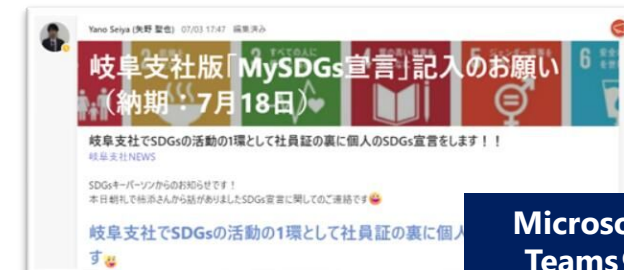 Yano Seiya (矢野 聖也) 07/03 17:47 編集済み
岐阜支社版「MySDGs宣言」記入のお願い
（納期：7月18日）
岐阜支社でSDGsの活動の1環として社員証の裏に個人のSDGs宣言をします！！
岐阜支社NEWS
SDGsキーパーソンからのお知らせです！
本日朝礼で
さんから話がありましたSDGs宣言に関してのご連絡です
岐阜支社でSDGsの活動の1環として社員証の裏に個人
す
Microso
Teams